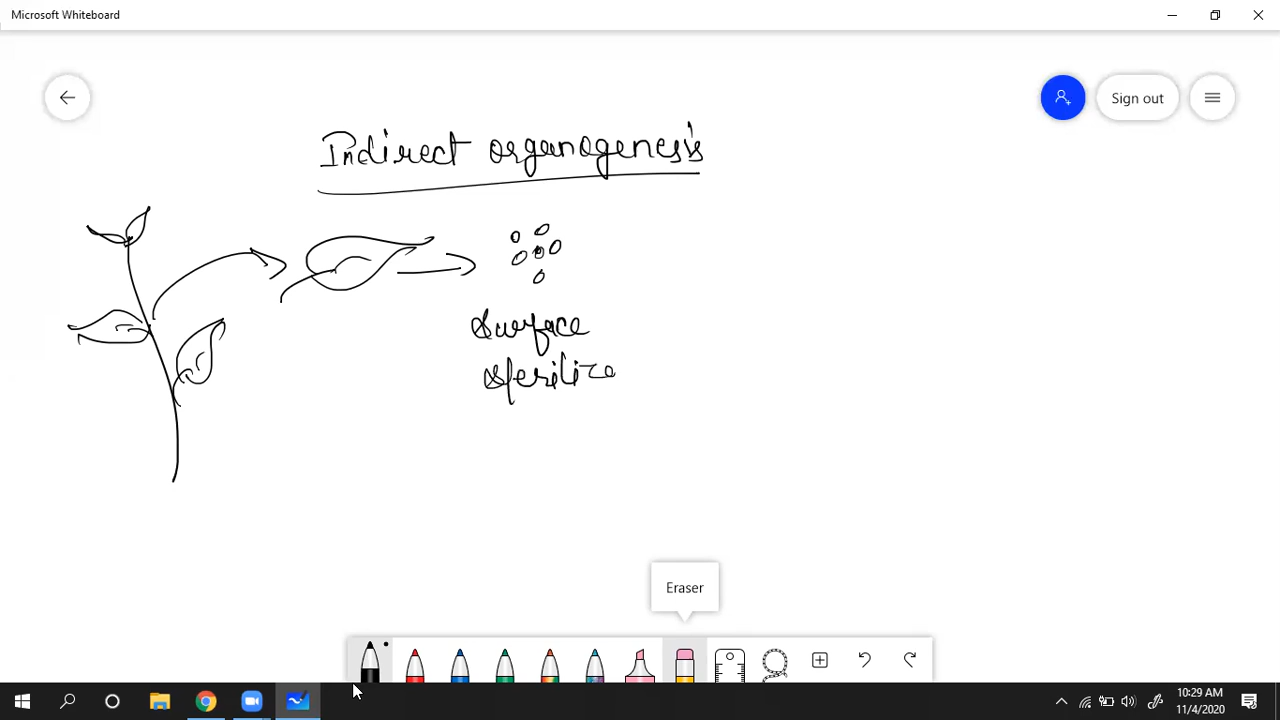 Microsoft Whiteboard
Sign out
Indirect organogenesis
Surface
Sterilize
Eraser
10:29 AM
11/4/2020